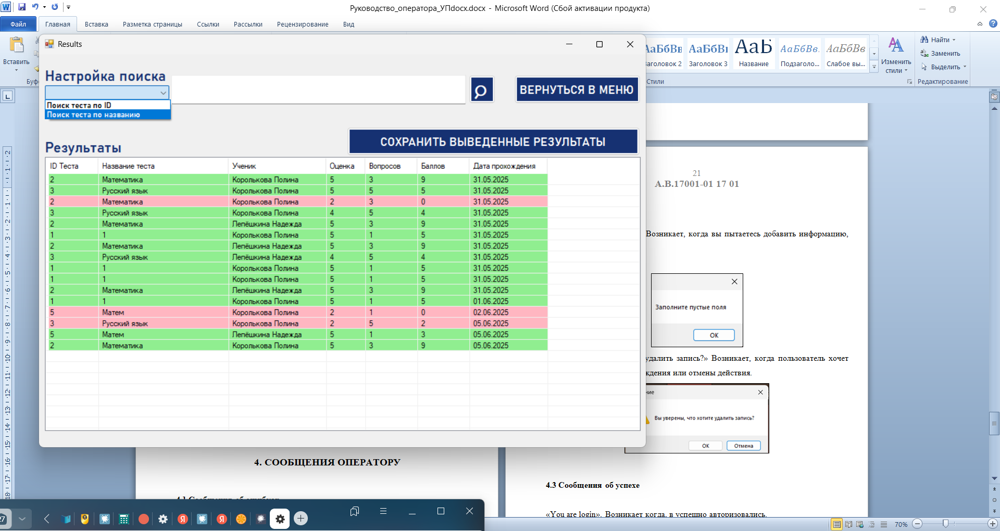 Руководство_оператора_УПdocx.docx - Microsoft Word (Сбой активации продукта)
Файл Главная Вставка Разметка страницы Ссылки Рассылки Рецензирование Вид
Вставить
Буф
АаБбВв Заголовок 2
АаБбВı Заголовок 3
АаБ Название
АаБбВв. Подзаголо...
АаБбВв Слабое вы...
Изменить стили
Найти
Заменить
Выделить
Стили
Редактирование
Results
Настройка поиска
ВЕРНУТЬСЯ В МЕНЮ
Поиск теста по ID
Поиск теста по названию
СОХРАНИТЬ ВЫВЕДЕННЫЕ РЕЗУЛЬТАТЫ
Результаты
ID Теста Название теста Ученик Оценка Вопросов Баллов Дата прохождения
2 Математика Королькова Полина 5 3 9 31.05.2025
3 Русский язык Королькова Полина 5 5 5 31.05.2025
2 Математика Королькова Полина 2 3 0 31.05.2025
3 Русский язык Королькова Полина 4 5 4 31.05.2025
2 Математика Лепёшкина Надежда 5 3 9 31.05.2025
1 1 Королькова Полина 5 1 5 31.05.2025
2 Математика Лепёшкина Надежда 5 3 9 31.05.2025
3 Русский язык Лепёшкина Надежда 4 5 4 31.05.2025
1 1 Королькова Полина 5 1 5 31.05.2025
1 1 Королькова Полина 5 1 5 31.05.2025
2 Математика Лепёшкина Надежда 5 3 9 31.05.2025
1 1 Королькова Полина 5 1 5 01.06.2025
5 Матем Королькова Полина 2 1 0 02.06.2025
3 Русский язык Королькова Полина 2 5 2 05.06.2025
5 Матем Лепёшкина Надежда 5 1 3 05.06.2025
2 Математика Королькова Полина 5 3 9 05.06.2025
21
А.В.17001-01 17 01
Возникает, когда вы пытаетесь добавить информацию,
Заполните пустые поля
ОК
удалить запись?» Возникает, когда пользователь хочет
ждения или отмены действия.
ние
Вы уверены, что хотите удалить запись?
ОК Отмена
4. СООБЩЕНИЯ ОПЕРАТОРУ
4.3 Сообщения об успехе
«You are login». Возникает когда, в успешно авторизовались.
27
70%